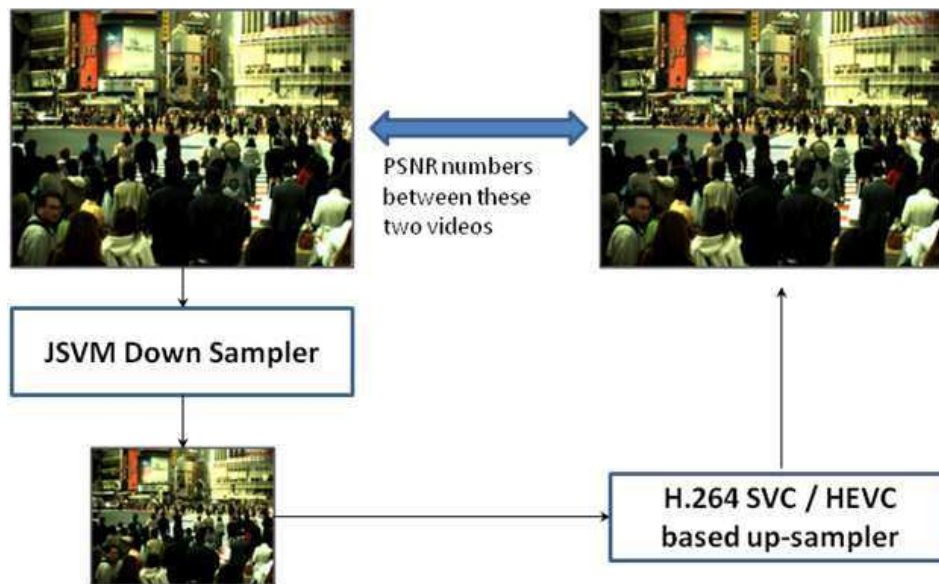 PSNR numbers
between these
two videos
JSVM Down Sampler
H.264 SVC / HEVC
based up-sampler